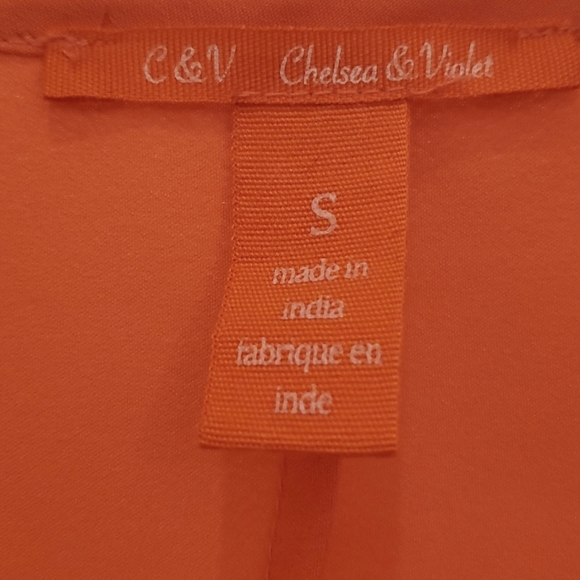 C & V Chelsea & Violet
S
made in
india
fabrique en
inde